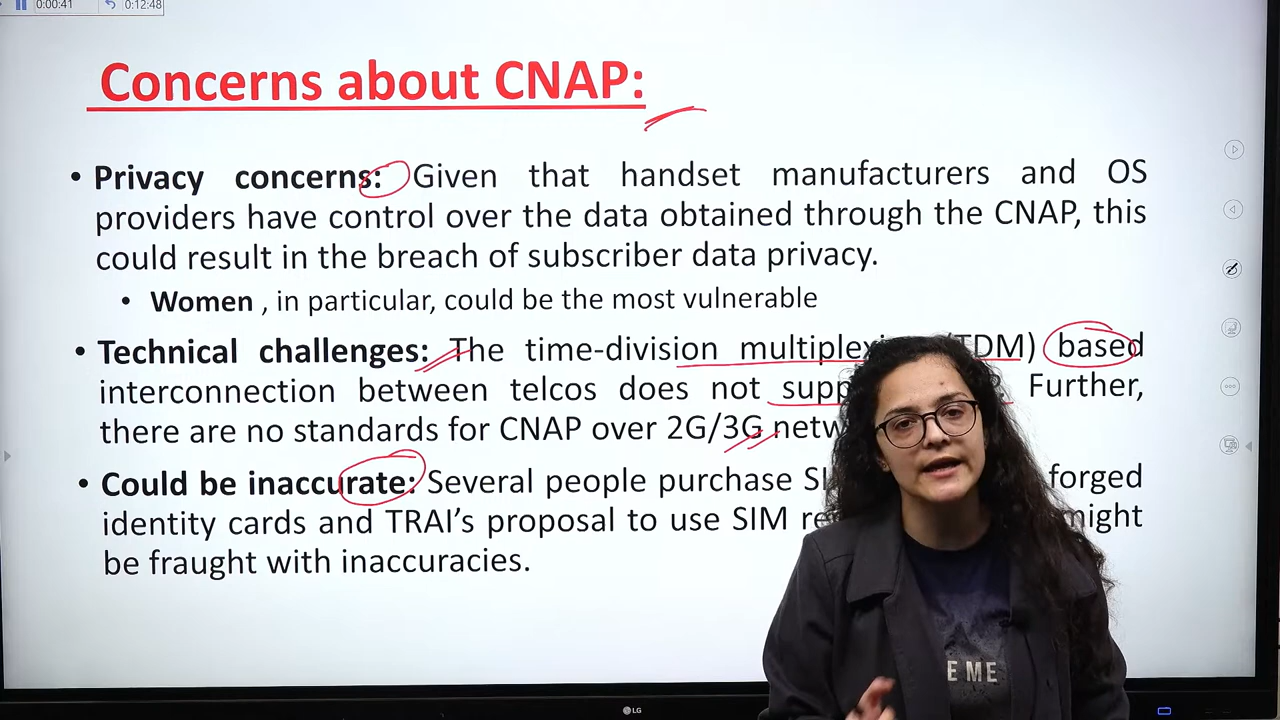 0:00:41 0:12:48
Concerns about CNAP:
• Privacy concerns: Given that handset manufacturers and OS
providers have control over the data obtained through the CNAP, this
could result in the breach of subscriber data privacy.
• Women , in particular, could be the most vulnerable
• Technical challenges: The time-division (TDM) based
interconnection between telcos does not Further,
there are no standards for CNAP over 2G/3G
• Could be inaccurate: Several people purchase forged
identity cards and TRAI's proposal to use SIM might
be fraught with inaccuracies.
E ME
LG